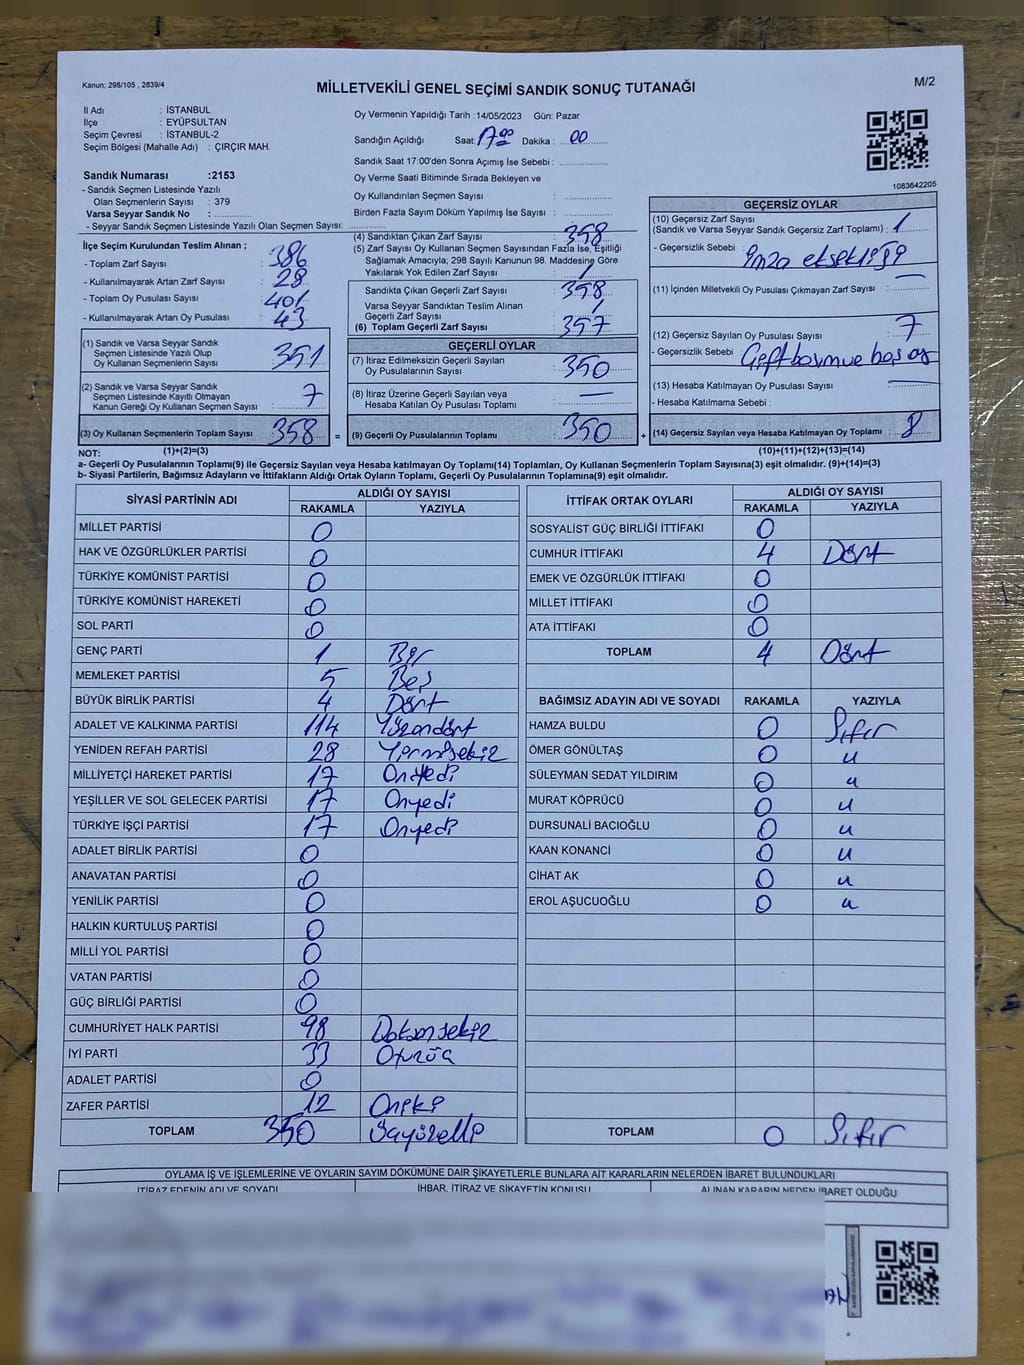 Kanun; 298/105 , 2839/4
MİLLETVEKİLİ GENEL SEÇİMİ SANDIK SONUÇ TUTANAĞI
M/2
İl Adı : İSTANBUL
İlçe : EYÜPSULTAN
Seçim Çevresi : İSTANBUL-2
Seçim Bölgesi (Mahalle Adı) : ÇIRÇIR MAH.
Sandık Numarası :2153
- Sandık Seçmen Listesinde Yazılı
Olan Seçmenlerin Sayısı : 379
Varsa Seyyar Sandık No :
- Seyyar Sandık Seçmen Listesinde Yazılı Olan Seçmen Sayısı:
Oy Vermenin Yapıldığı Tarih :14/05/2023 Gün: Pazar
Sandığın Açıldığı Saat: 17.00 Dakika : 00
Sandık Saat 17:00'den Sonra Açımış İse Sebebi :
Oy Verme Saati Bitiminde Sırada Bekleyen ve
Oy Kullandırılan Seçmen Sayısı :
Birden Fazla Sayım Döküm Yapılmış İse Sayısı :
1083642205
İlçe Seçim Kurulundan Teslim Alınan ;
- Toplam Zarf Sayısı : 386
- Kullanılmayarak Artan Zarf Sayısı : 28
- Toplam Oy Pusulası Sayısı : 401
- Kullanılmayarak Artan Oy Pusulası : 43
(1) Sandık ve Varsa Seyyar Sandık
Seçmen Listesinde Yazılı Olup
Oy Kullanan Seçmenlerin Sayısı : 351
(2) Sandık ve Varsa Seyyar Sandık
Seçmen Listesinde Kayıtlı Olmayan
Kanun Gereği Oy Kullanan Seçmen Sayısı : 7
(3) Oy Kullanan Seçmenlerin Toplam Sayısı : 358 =
(4) Sandıktan Çıkan Zarf Sayısı : 358
(5) Zarf Sayısı Oy Kullanan Seçmen Sayısından Fazla İse, Eşitliği
Sağlamak Amacıyla; 298 Sayılı Kanunun 98. Maddesine Göre
Yakılarak Yok Edilen Zarf Sayısı :
Sandıkta Çıkan Geçerli Zarf Sayısı : 358
Varsa Seyyar Sandıktan Teslim Alınan
Geçerli Zarf Sayısı :
(6) Toplam Geçerli Zarf Sayısı : 357
GEÇERLİ OYLAR
(7) İtiraz Edilmeksizin Geçerli Sayılan
Oy Pusulalarının Sayısı : 350
(8) İtiraz Üzerine Geçerli Sayılan veya
Hesaba Katılan Oy Pusulası Toplamı : —
(9) Geçerli Oy Pusulalarının Toplamı : 350 +
GEÇERSİZ OYLAR
(10) Geçersiz Zarf Sayısı
(Sandık ve Varsa Seyyar Sandık Geçersiz Zarf Toplamı) : 1
- Geçersizlik Sebebi : imza eksekliği
(11) İçinden Milletvekili Oy Pusulası Çıkmayan Zarf Sayısı : —
(12) Geçersiz Sayılan Oy Pusulası Sayısı : 7
- Geçersizlik Sebebi : Çift basım ve boş oy
(13) Hesaba Katılmayan Oy Pusulası Sayısı : —
- Hesaba Katılmama Sebebi :
(14) Geçersiz Sayılan veya Hesaba Katılmayan Oy Toplamı : 8
NOT: (1)+(2)=(3) (10)+(11)+(12)+(13)=(14)
a- Geçerli Oy Pusulalarının Toplamı(9) ile Geçersiz Sayılan veya Hesaba katılmayan Oy Toplamı(14) Toplamları, Oy Kullanan Seçmenlerin Toplam Sayısına(3) eşit olmalıdır. (9)+(14)=(3)
b- Siyasi Partilerin, Bağımsız Adayların ve İttifakların Aldığı Ortak Oyların Toplamı, Geçerli Oy Pusulalarının Toplamına(9) eşit olmalıdır.
SİYASİ PARTİNİN ADI ALDIĞI OY SAYISI
RAKAMLA YAZIYLA
MİLLET PARTİSİ 0
HAK VE ÖZGÜRLÜKLER PARTİSİ 0
TÜRKİYE KOMÜNİST PARTİSİ 0
TÜRKİYE KOMÜNİST HAREKETİ 0
SOL PARTİ 0
GENÇ PARTİ 1 Bir
MEMLEKET PARTİSİ 5 Beş
BÜYÜK BİRLİK PARTİSİ 4 Dört
ADALET VE KALKINMA PARTİSİ 114 Yüzondört
YENİDEN REFAH PARTİSİ 28 Yirmisekiz
MİLLİYETÇİ HAREKET PARTİSİ 17 Onyedi
YEŞİLLER VE SOL GELECEK PARTİSİ 17 Onyedi
TÜRKİYE İŞÇİ PARTİSİ 17 Onyedi
ADALET BİRLİK PARTİSİ 0
ANAVATAN PARTİSİ 0
YENİLİK PARTİSİ 0
HALKIN KURTULUŞ PARTİSİ 0
MİLLİ YOL PARTİSİ 0
VATAN PARTİSİ 0
GÜÇ BİRLİĞİ PARTİSİ 0
CUMHURİYET HALK PARTİSİ 98 Doksansekiz
İYİ PARTİ 33 Otuzüç
ADALET PARTİSİ 0
ZAFER PARTİSİ 12 Oniki
TOPLAM 350 Üçyüzelli
İTTİFAK ORTAK OYLARI ALDIĞI OY SAYISI
RAKAMLA YAZIYLA
SOSYALIST GÜÇ BİRLİĞİ İTTİFAKI 0
CUMHUR İTTİFAKI 4 Dört
EMEK VE ÖZGÜRLÜK İTTİFAKI 0
MİLLET İTTİFAKI 0
ATA İTTİFAKI 0
TOPLAM 4 Dört
BAĞIMSIZ ADAYIN ADI VE SOYADI RAKAMLA YAZIYLA
HAMZA BULDU 0 Sıfır
ÖMER GÖNÜLTAŞ 0 "
SÜLEYMAN SEDAT YILDIRIM 0 "
MURAT KÖPRÜCÜ 0 "
DURSUNALİ BACIOĞLU 0 "
KAAN KONANCİ 0 "
CİHAT AK 0 "
EROL AŞUCUOĞLU 0 "
TOPLAM 0 Sıfır
OYLAMA İŞ VE İŞLEMLERİNE VE OYLARIN SAYIM DÖKÜMÜNE DAİR ŞİKAYETLERLE BUNLARA AİT KARARLARIN NELERDEN İBARET BULUNDUKLARI
İTİRAZ EDENİN ADI VE SOYADI İHBAR, İTİRAZ VE ŞİKAYETİN KONUSU ALINAN KARARIN NEDEN İBARET OLDUĞU